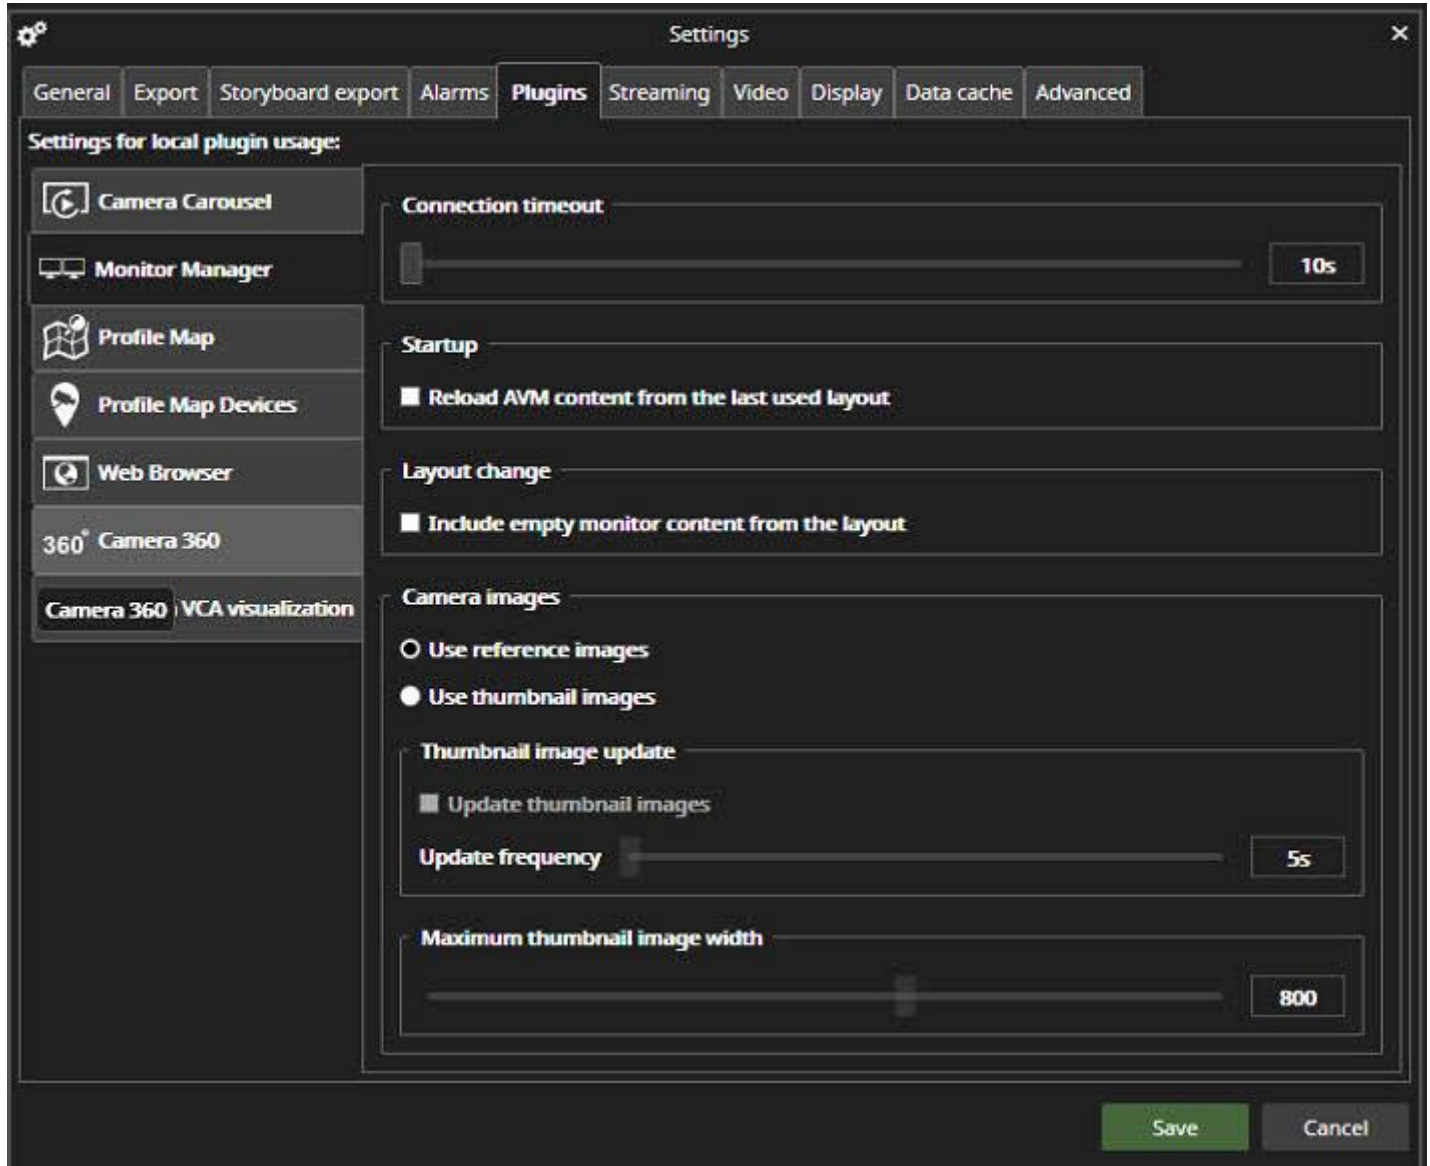 Settings
General Export Storyboard export Alarms Plugins Streaming Video Display Data cache Advanced
Settings for local plugin usage:
Camera Carousel
Monitor Manager
Profile Map
Profile Map Devices
Web Browser
360° Camera 360
Camera 360 VCA visualization
Connection timeout
10s
Startup
Reload AVM content from the last used layout
Layout change
Include empty monitor content from the layout
Camera images
Use reference images
Use thumbnail images
Thumbnail image update
Update thumbnail images
Update frequency 5s
Maximum thumbnail image width
800
Save Cancel